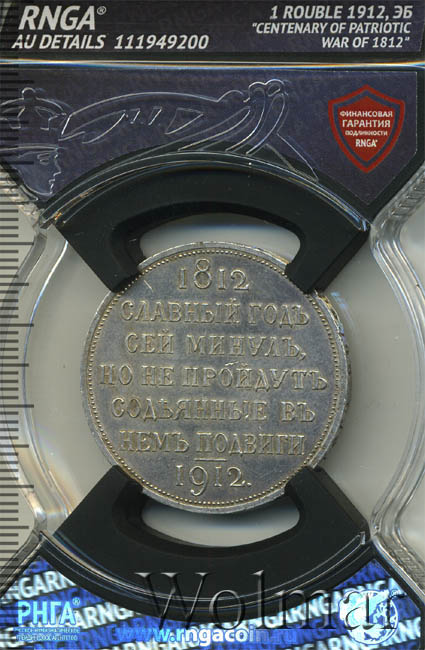 RNGA®
AU DETAILS 111949200
1 ROUBLE 1912, ЭБ
"CENTENARY OF PATRIOTIC
WAR OF 1812"
ФИНАНСОВАЯ
ГАРАНТИЯ
ПОДЛИННОСТИ
RNGA®
1812
СЛАВНЫЙ ГОДЪ
СЕЙ МИНУЛЪ,
НО НЕ ПРОЙДУТЪ
СОДѢЯННЫЕ ВЪ
НЕМЪ ПОДВИГИ
1912.
RNGA
РНГА®
www.rngacoin.ru